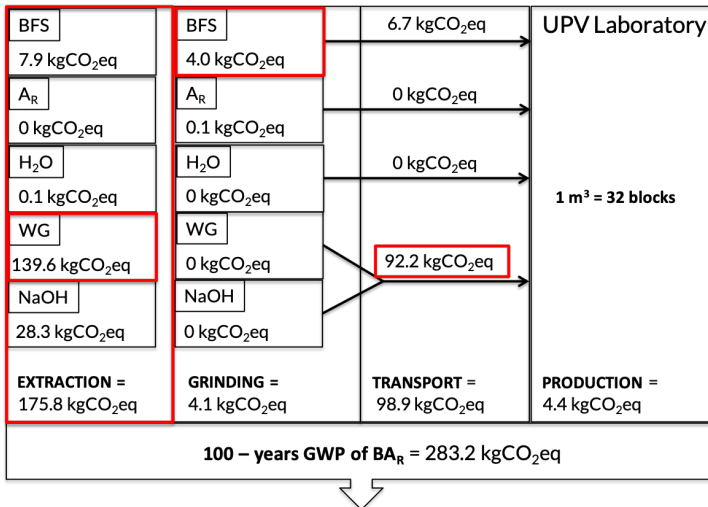 BFS
7.9 kgCO₂eq
A_R
0 kgCO₂eq
H₂O
0.1 kgCO₂eq
WG
139.6 kgCO₂eq
NaOH
28.3 kgCO₂eq
EXTRACTION =
175.8 kgCO₂eq
BFS
4.0 kgCO₂eq
A_R
0.1 kgCO₂eq
H₂O
0 kgCO₂eq
WG
0 kgCO₂eq
NaOH
0 kgCO₂eq
GRINDING =
4.1 kgCO₂eq
6.7 kgCO₂eq
0 kgCO₂eq
0 kgCO₂eq
92.2 kgCO₂eq
TRANSPORT =
98.9 kgCO₂eq
UPV Laboratory
1 m³ = 32 blocks
PRODUCTION =
4.4 kgCO₂eq
100 – years GWP of BA_R = 283.2 kgCO₂eq